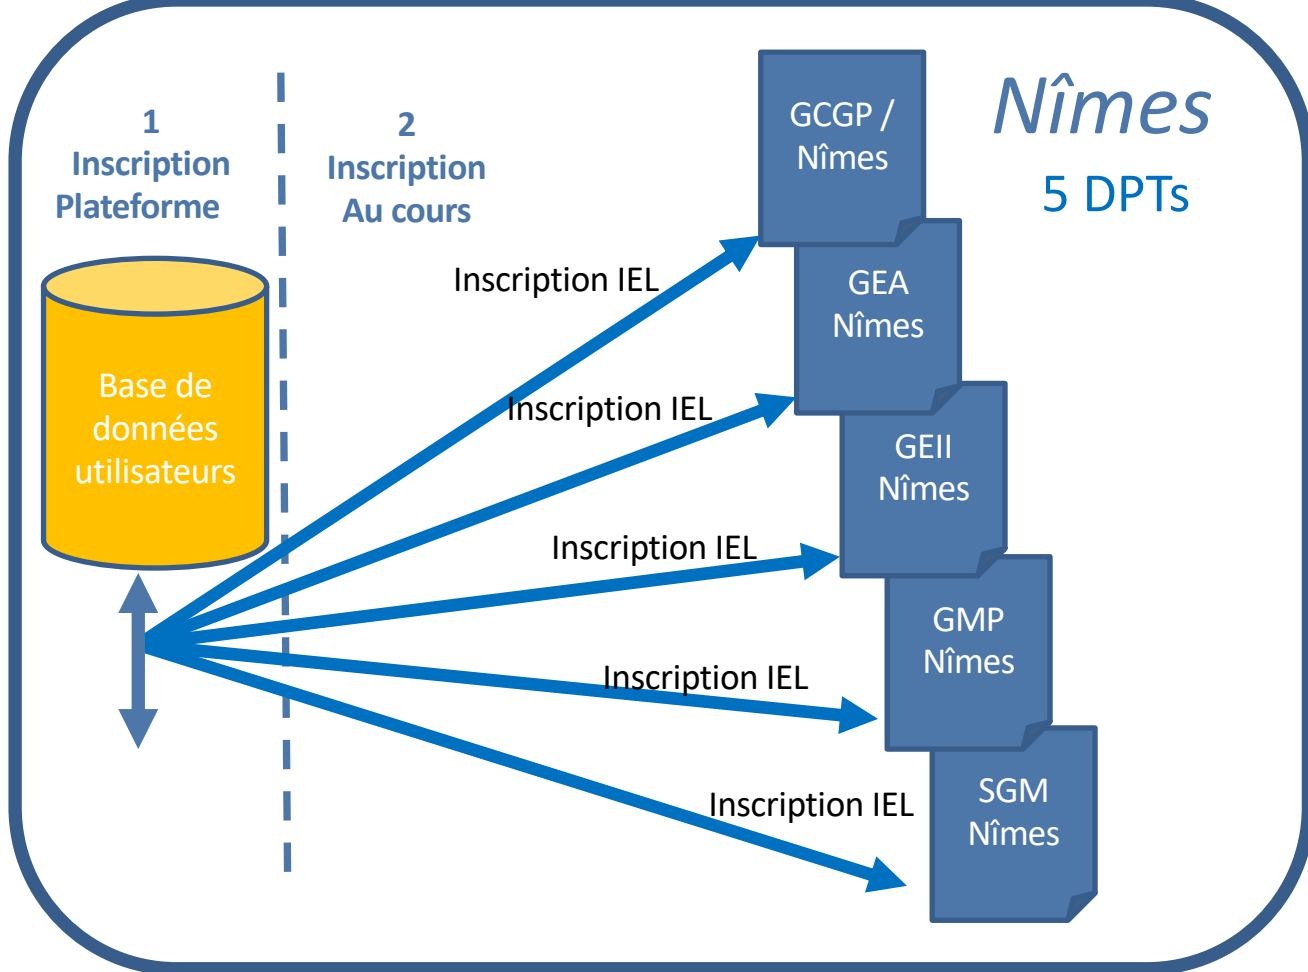 Nîmes
5 DPTs
1
Inscription
Plateforme
2
Inscription
Au cours
Base de
données
utilisateurs
Inscription IEL
GCGP /
Nîmes
Inscription IEL
GEA
Nîmes
Inscription IEL
GEII
Nîmes
Inscription IEL
GMP
Nîmes
Inscription IEL
SGM
Nîmes